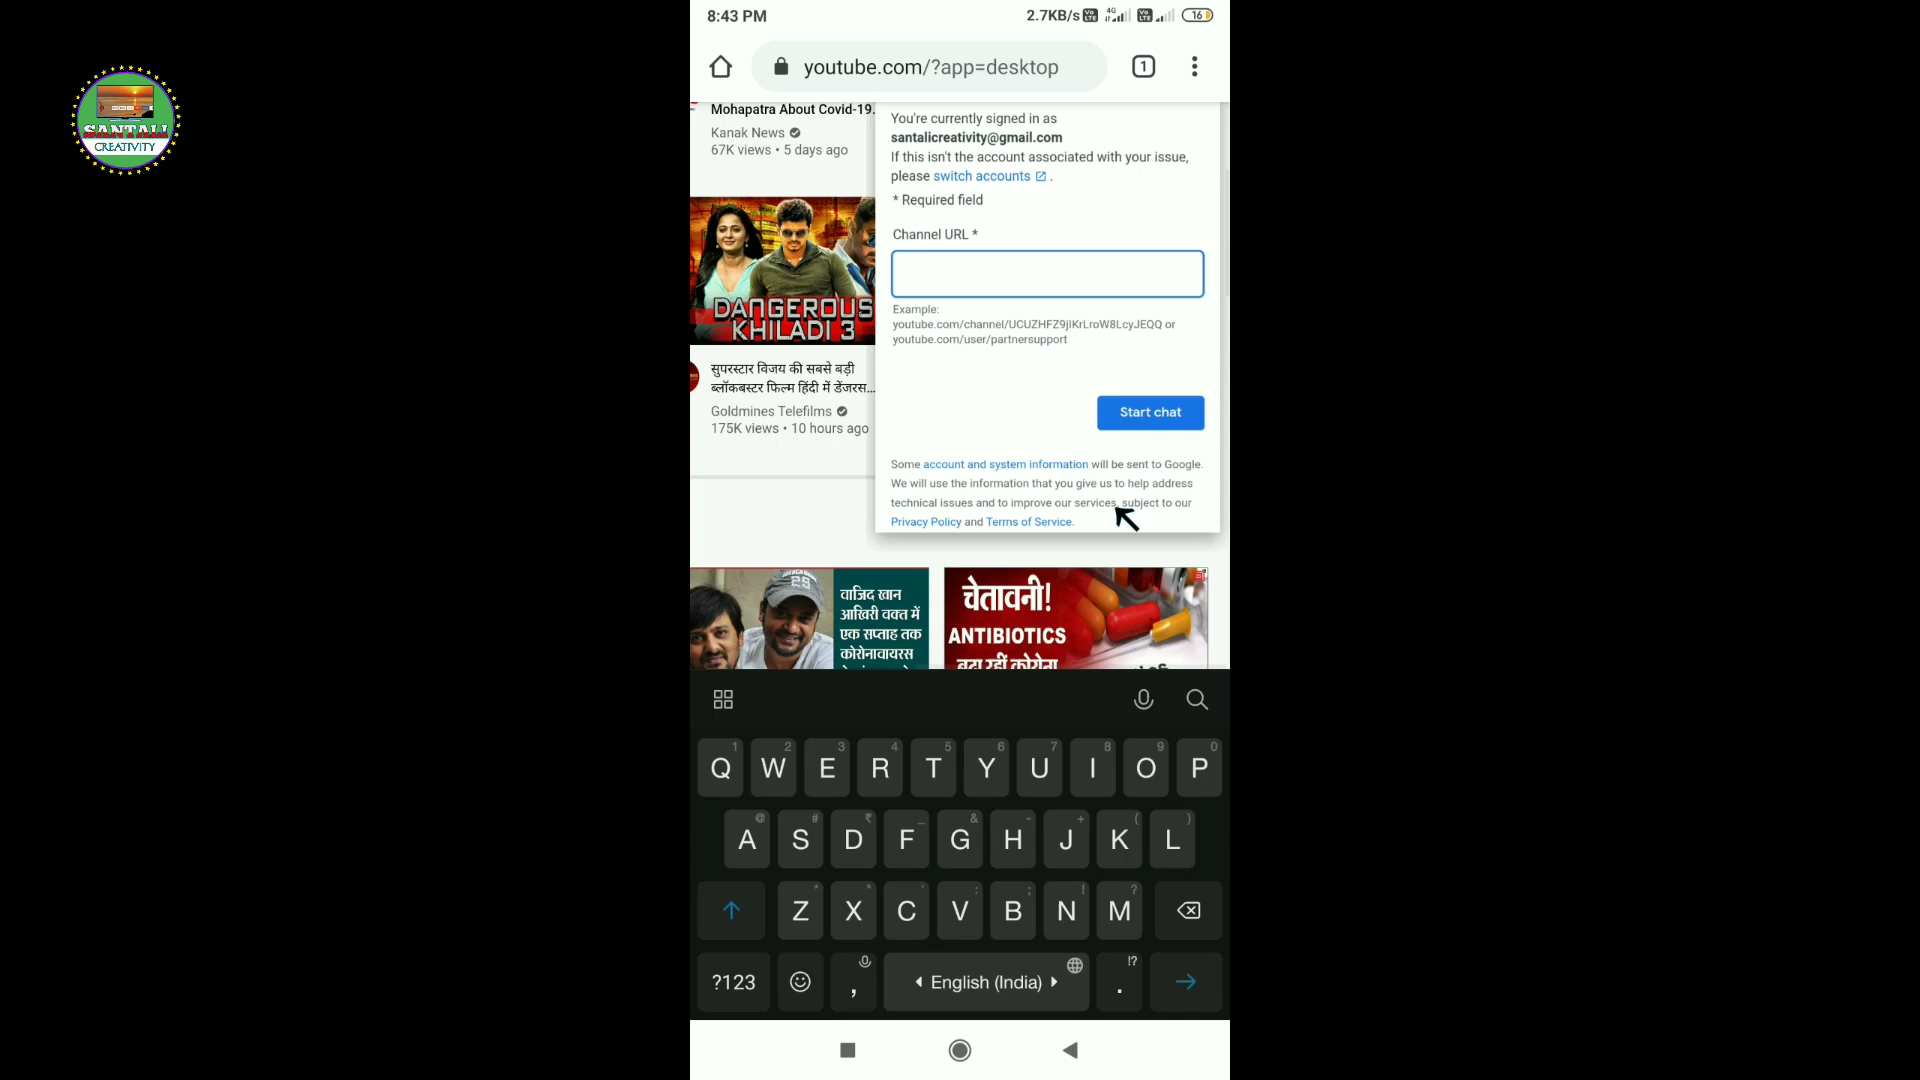 SANTALI
CREATIVITY
8:43 PM
2.7KB/s
Vo LTE
4G
Vo LTE
16
youtube.com/?app=desktop
1
Mohapatra About Covid-19.
Kanak News
67K views • 5 days ago
DANGEROUS
KHILADI 3
सुपरस्टार विजय की सबसे बड़ी
ब्लॉकबस्टर फिल्म हिंदी में डेंजरस...
Goldmines Telefilms
175K views • 10 hours ago
You're currently signed in as
santalicreativity@gmail.com
If this isn't the account associated with your issue,
please switch accounts .
* Required field
Channel URL *
Example:
youtube.com/channel/UCUZHFZ9jIKrLroW8LcyJEQQ or
youtube.com/user/partnersupport
Start chat
Some account and system information will be sent to Google.
We will use the information that you give us to help address
technical issues and to improve our services, subject to our
Privacy Policy and Terms of Service.
वाजिद खान
आखिरी वक्त में
एक सप्ताह तक
कोरोनावायरस
चेतावनी!
ANTIBIOTICS
बढ़ा रहीं कोरोना
1 2 3 4 5 6 7 8 9 0
Q W E R T Y U I O P
@ # ₹ _ & - + ( )
A S D F G H J K L
* " ' : ; ! ?
Z X C V B N M
!?
?123 , English (India) .